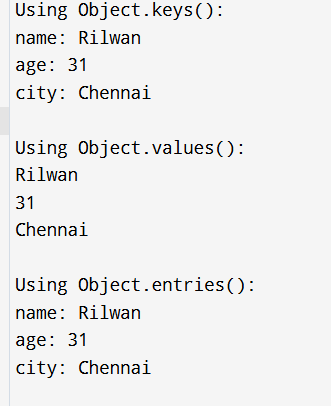 Using Object.keys():
name: Rilwan
age: 31
city: Chennai

Using Object.values():
Rilwan
31
Chennai

Using Object.entries():
name: Rilwan
age: 31
city: Chennai